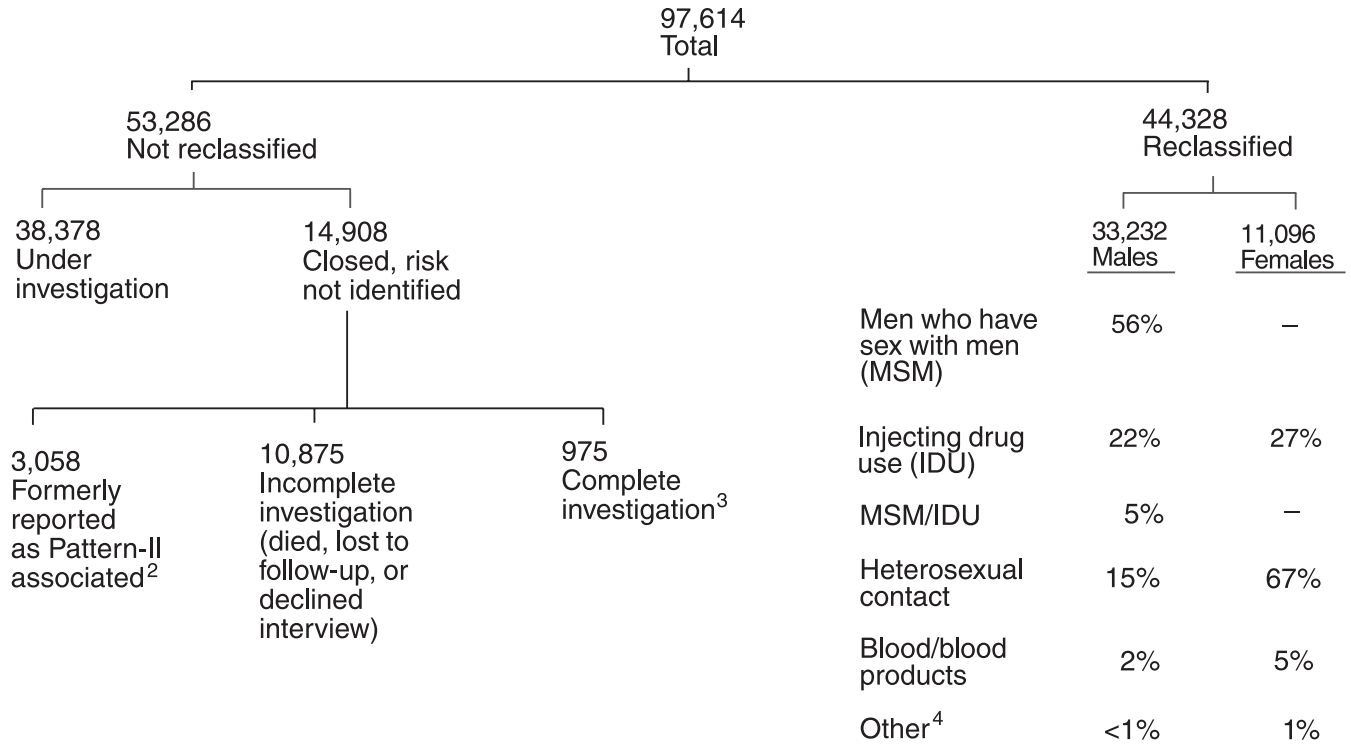 97,614
Total
53,286
Not reclassified
44,328
Reclassified
38,378
Under
investigation
14,908
Closed, risk
not identified
33,232
Males
11,096
Females
3,058
Formerly
reported
as Pattern-II
associated2
10,875
Incomplete
investigation
(died, lost to
follow-up, or
declined
interview)
975
Complete
investigation3
Men who have
sex with men
(MSM)
56% –
Injecting drug
use (IDU)
22% 27%
MSM/IDU 5% –
Heterosexual
contact
15% 67%
Blood/blood
products
2% 5%
Other4 <1% 1%